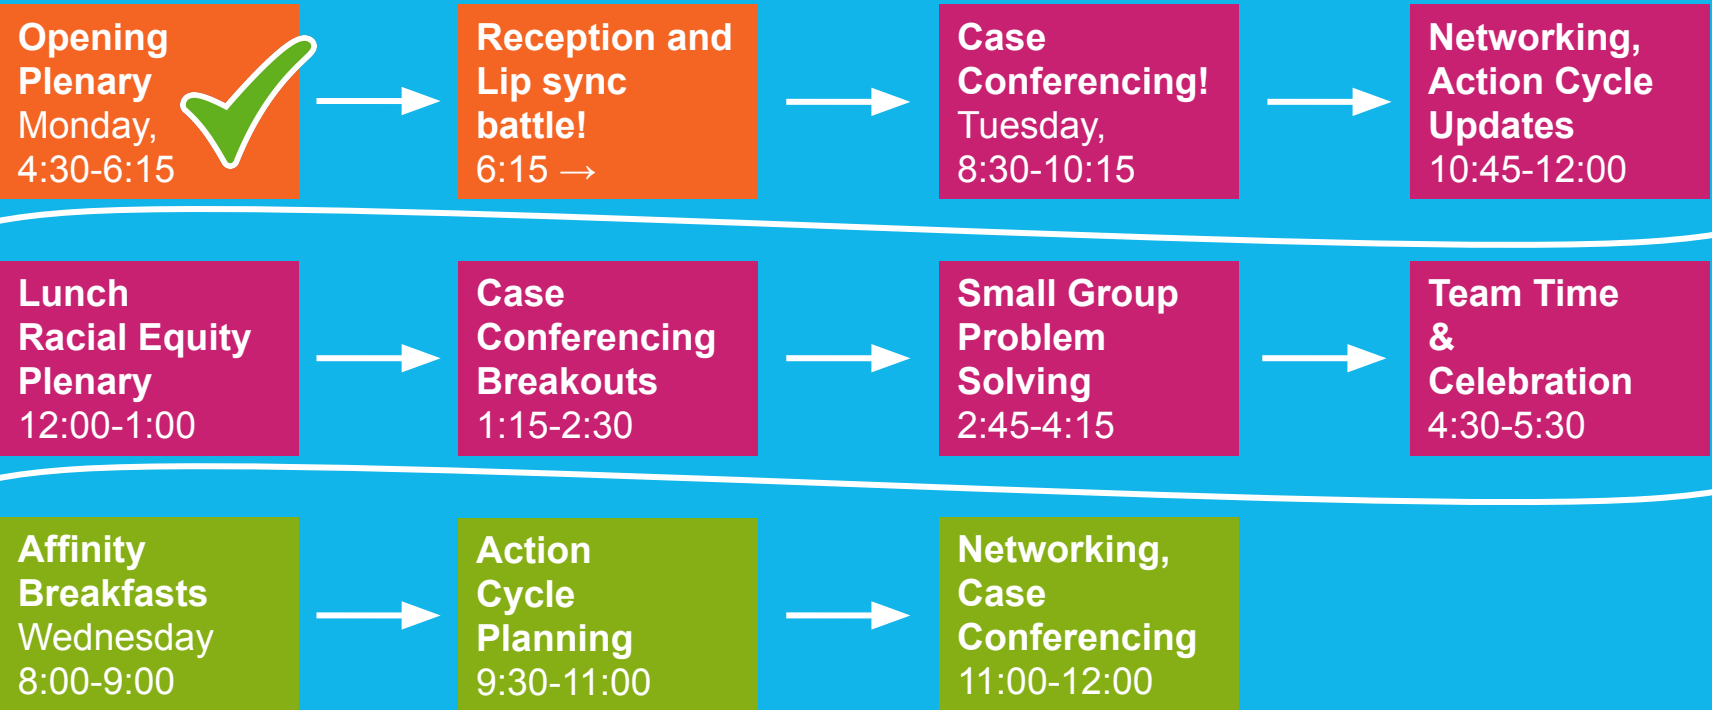 Opening
Plenary
Monday,
4:30-6:15
Reception and
Lip sync
battle!
6:15 →
Case
Conferencing!
Tuesday,
8:30-10:15
Networking,
Action Cycle
Updates
10:45-12:00
Lunch
Racial Equity
Plenary
12:00-1:00
Case
Conferencing
Breakouts
1:15-2:30
Small Group
Problem
Solving
2:45-4:15
Team Time
&
Celebration
4:30-5:30
Affinity
Breakfasts
Wednesday
8:00-9:00
Action
Cycle
Planning
9:30-11:00
Networking,
Case
Conferencing
11:00-12:00